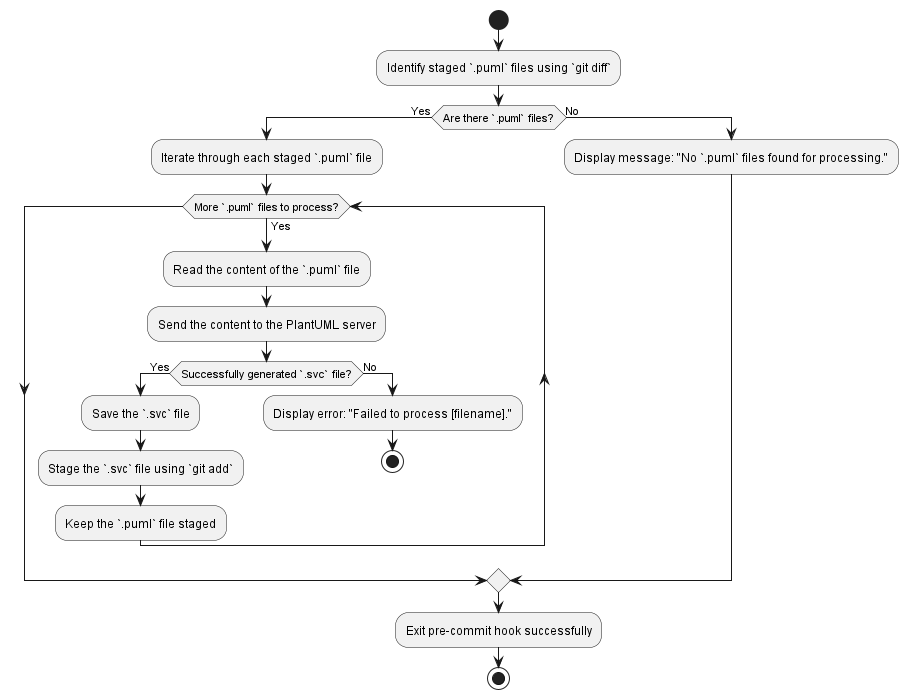 Identify staged `.puml` files using `git diff`
Yes
Are there `.puml` files?
No
Iterate through each staged `.puml` file
Display message: "No `.puml` files found for processing."
More `.puml` files to process?
Yes
Read the content of the `.puml` file
Send the content to the PlantUML server
Yes
Successfully generated `.svc` file?
No
Save the `.svc` file
Display error: "Failed to process [filename]."
Stage the `.svc` file using `git add`
Keep the `.puml` file staged
Exit pre-commit hook successfully